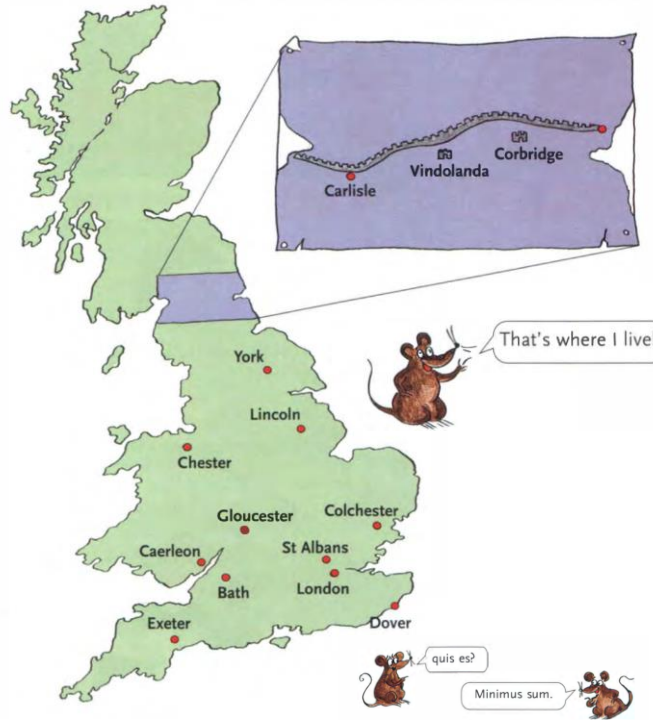 Carlisle
Vindolanda
Corbridge
That's where I live
York
Lincoln
Chester
Gloucester
Colchester
Caerleon
St Albans
Bath
London
Exeter
Dover
quis es?
Minimus sum.